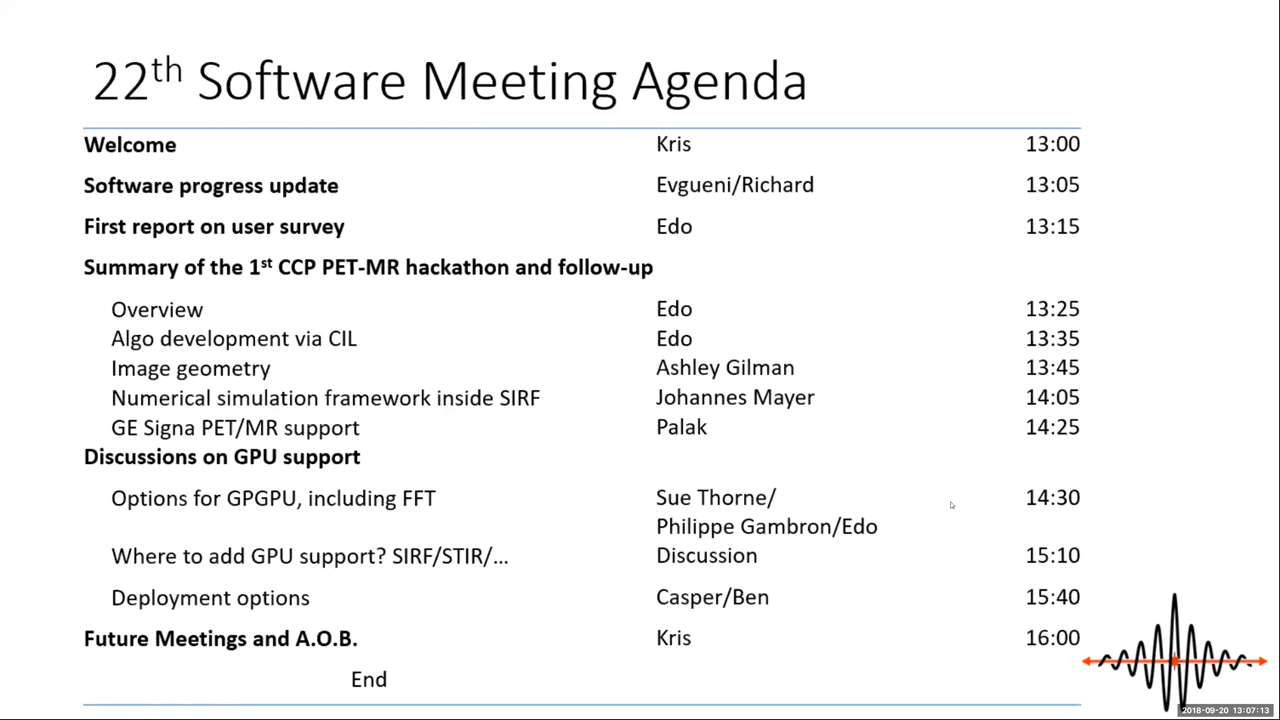 22th Software Meeting Agenda
Welcome Kris 13:00
Software progress update Evgueni/Richard 13:05
First report on user survey Edo 13:15
Summary of the 1st CCP PET-MR hackathon and follow-up
Overview Edo 13:25
Algo development via CIL Edo 13:35
Image geometry Ashley Gilman 13:45
Numerical simulation framework inside SIRF Johannes Mayer 14:05
GE Signa PET/MR support Palak 14:25
Discussions on GPU support
Options for GPGPU, including FFT Sue Thorne/ 14:30
Philippe Gambron/Edo
Where to add GPU support? SIRF/STIR/... Discussion 15:10
Deployment options Casper/Ben 15:40
Future Meetings and A.O.B. Kris 16:00
End
2018-09-20 13:07:13